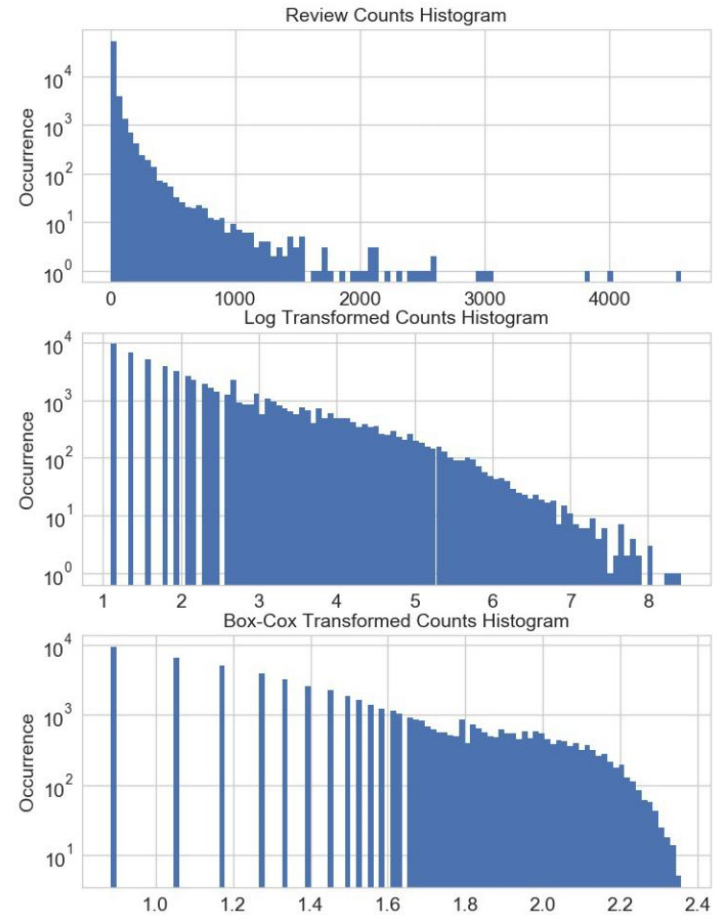 Review Counts Histogram
Occurrence
10^4
10^3
10^2
10^1
10^0
0 1000 2000 3000 4000
Log Transformed Counts Histogram
Occurrence
10^4
10^3
10^2
10^1
10^0
1 2 3 4 5 6 7 8
Box-Cox Transformed Counts Histogram
Occurrence
10^4
10^3
10^2
10^1
1.0 1.2 1.4 1.6 1.8 2.0 2.2 2.4